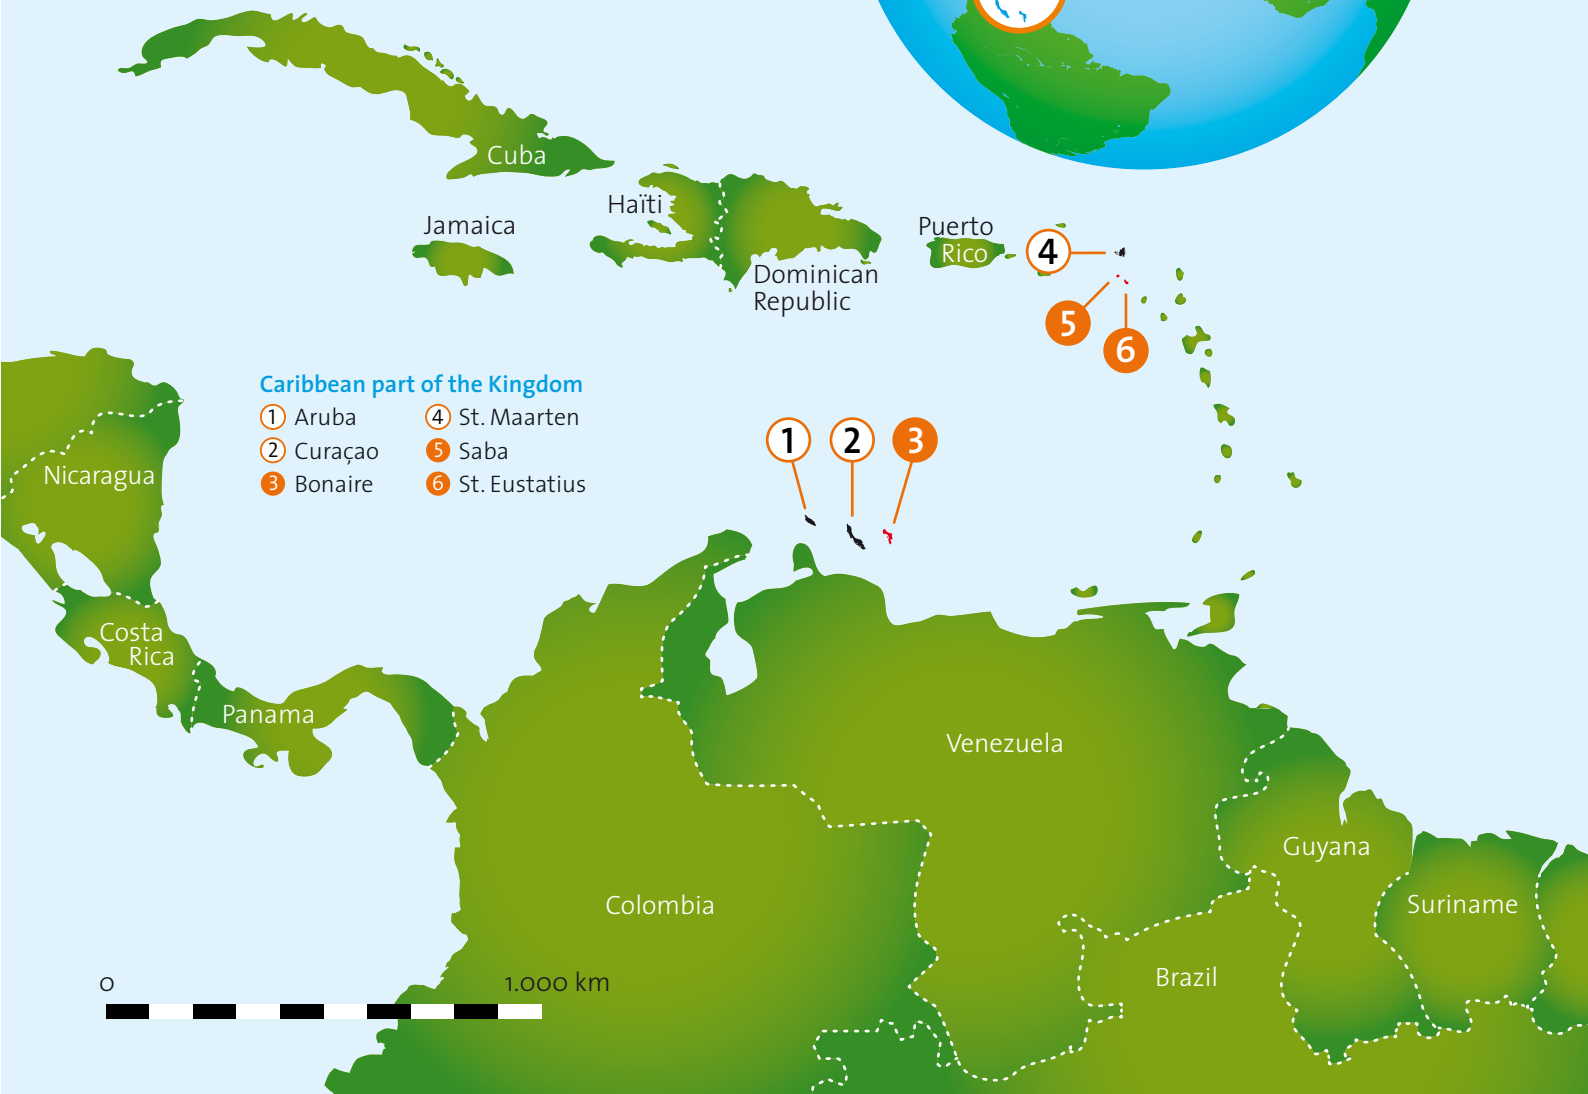 Cuba
Haïti
Jamaica
Puerto
Rico
4
Dominican
Republic
5
6
Caribbean part of the Kingdom
1 Aruba
2 Curaçao
3 Bonaire
4 St. Maarten
5 Saba
6 St. Eustatius
1
2
3
Nicaragua
Costa
Rica
Panama
Venezuela
Guyana
Colombia
Suriname
Brazil
0
1.000 km